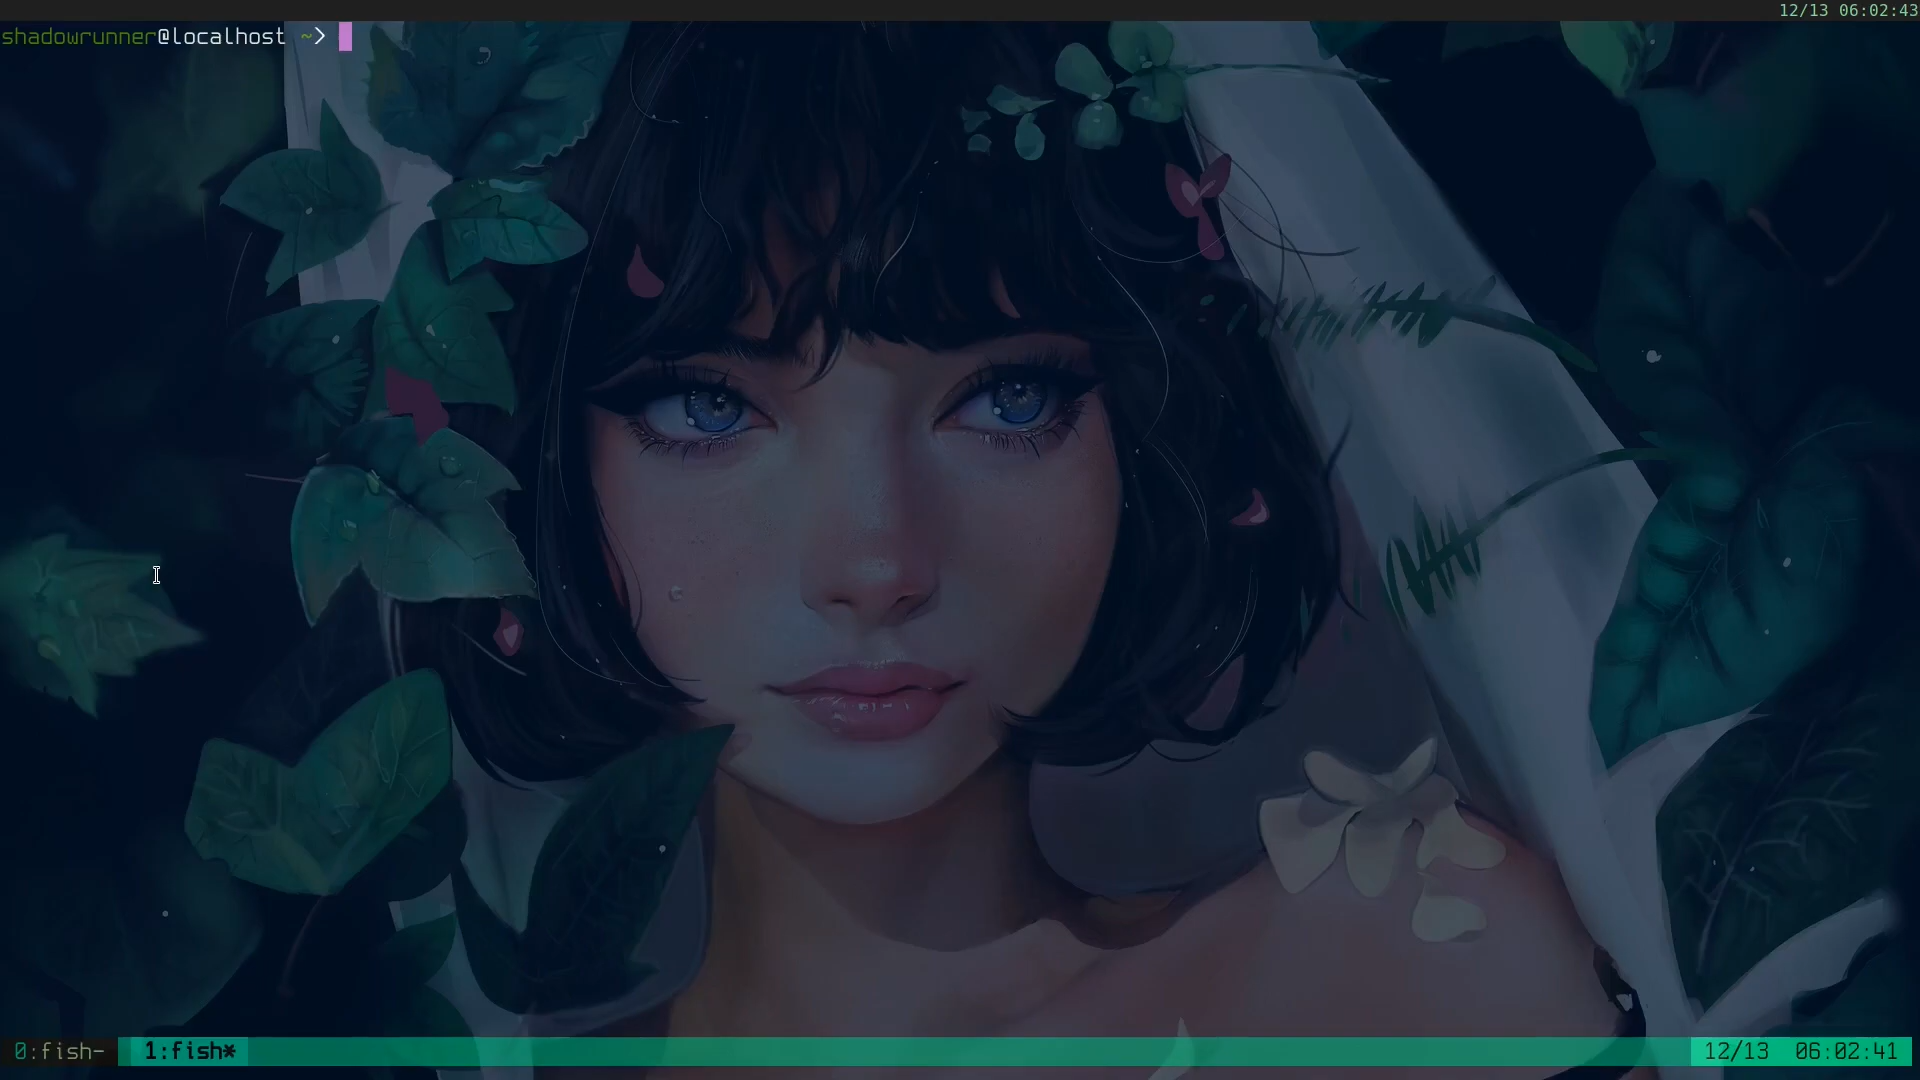 12/13 06:02:43
shadowrunner@localhost ~>
0:fish- 1:fish* 12/13 06:02:41